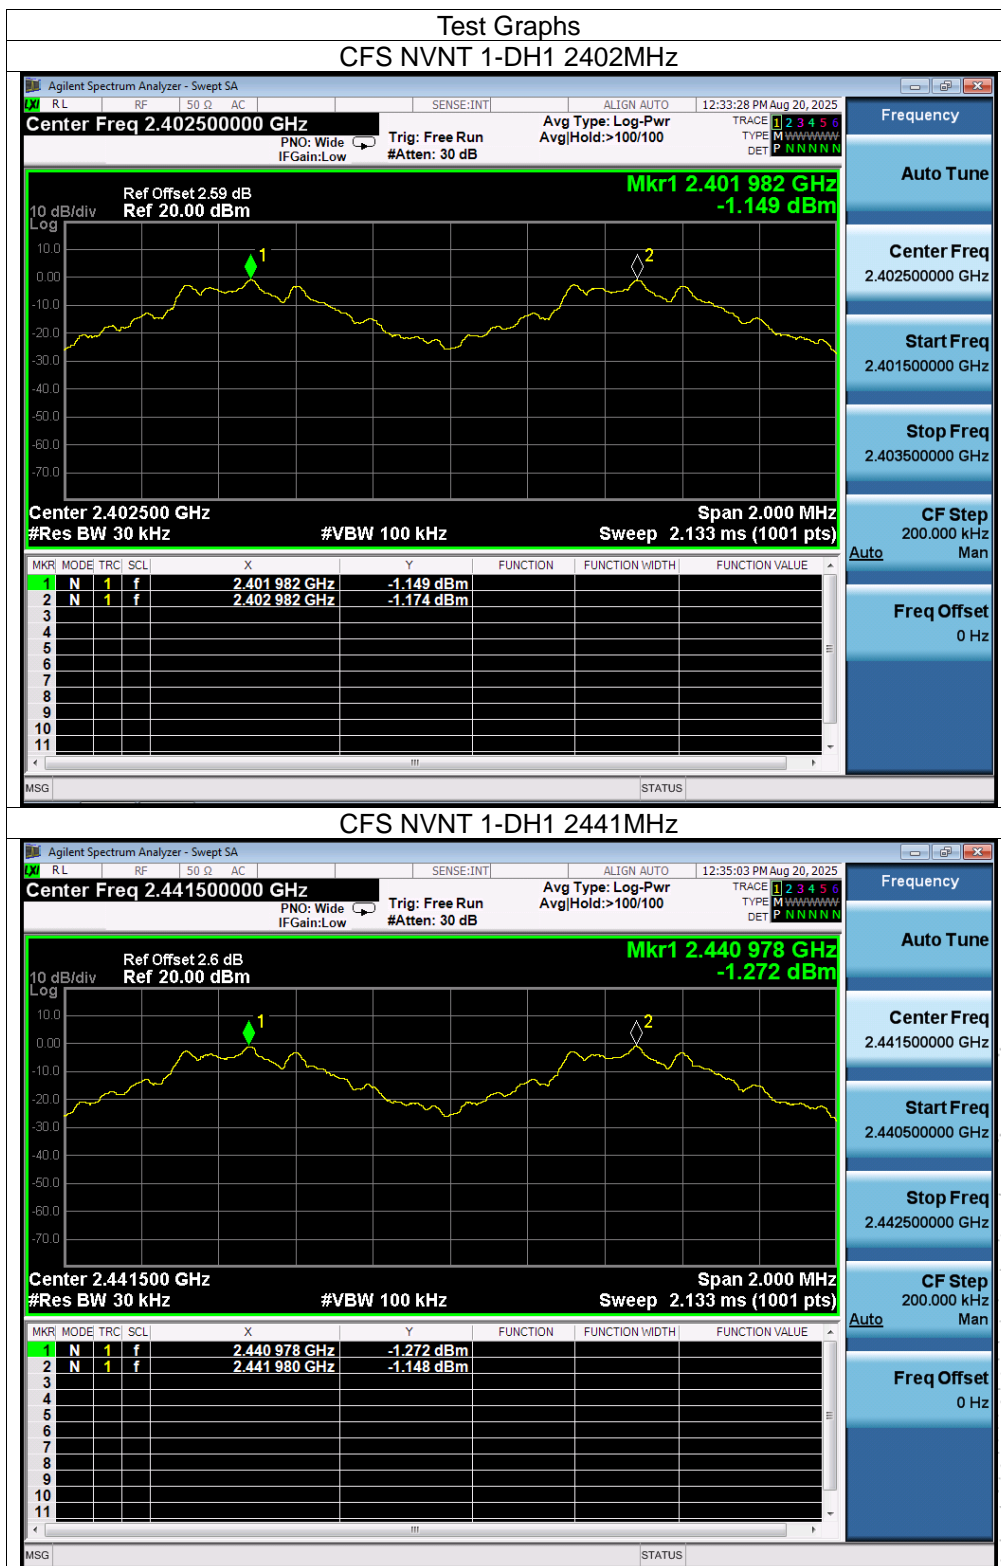 Test Graphs
CFS NVNT 1-DH1 2402MHz
Agilent Spectrum Analyzer - Swept SA
LXI RL RF 50 Ω AC SENSE:INT ALIGN AUTO 12:33:28 PM Aug 20, 2025
Center Freq 2.402500000 GHz
PNO: Wide
IFGain:Low
Trig: Free Run
#Atten: 30 dB
Avg Type: Log-Pwr
Avg|Hold:>100/100
TRACE 1 2 3 4 5 6
TYPE M WWWWW
DET P N N N N N
Mkr1 2.401 982 GHz
-1.149 dBm
Ref Offset 2.59 dB
10 dB/div Ref 20.00 dBm
Log
10.0
0.00
-10.0
-20.0
-30.0
-40.0
-50.0
-60.0
-70.0
1
2
Center 2.402500 GHz Span 2.000 MHz
#Res BW 30 kHz #VBW 100 kHz Sweep 2.133 ms (1001 pts)
MKR MODE TRC SCL X Y FUNCTION FUNCTION WIDTH FUNCTION VALUE
1 N 1 f 2.401 982 GHz -1.149 dBm
2 N 1 f 2.402 982 GHz -1.174 dBm
3
4
5
6
7
8
9
10
11
MSG STATUS
Frequency
Auto Tune
Center Freq
2.402500000 GHz
Start Freq
2.401500000 GHz
Stop Freq
2.403500000 GHz
CF Step
200.000 kHz
Auto Man
Freq Offset
0 Hz
CFS NVNT 1-DH1 2441MHz
Agilent Spectrum Analyzer - Swept SA
LXI RL RF 50 Ω AC SENSE:INT ALIGN AUTO 12:35:03 PM Aug 20, 2025
Center Freq 2.441500000 GHz
PNO: Wide
IFGain:Low
Trig: Free Run
#Atten: 30 dB
Avg Type: Log-Pwr
Avg|Hold:>100/100
TRACE 1 2 3 4 5 6
TYPE M WWWWW
DET P N N N N N
Mkr1 2.440 978 GHz
-1.272 dBm
Ref Offset 2.6 dB
10 dB/div Ref 20.00 dBm
Log
10.0
0.00
-10.0
-20.0
-30.0
-40.0
-50.0
-60.0
-70.0
1
2
Center 2.441500 GHz Span 2.000 MHz
#Res BW 30 kHz #VBW 100 kHz Sweep 2.133 ms (1001 pts)
MKR MODE TRC SCL X Y FUNCTION FUNCTION WIDTH FUNCTION VALUE
1 N 1 f 2.440 978 GHz -1.272 dBm
2 N 1 f 2.441 980 GHz -1.148 dBm
3
4
5
6
7
8
9
10
11
MSG STATUS
Frequency
Auto Tune
Center Freq
2.441500000 GHz
Start Freq
2.440500000 GHz
Stop Freq
2.442500000 GHz
CF Step
200.000 kHz
Auto Man
Freq Offset
0 Hz